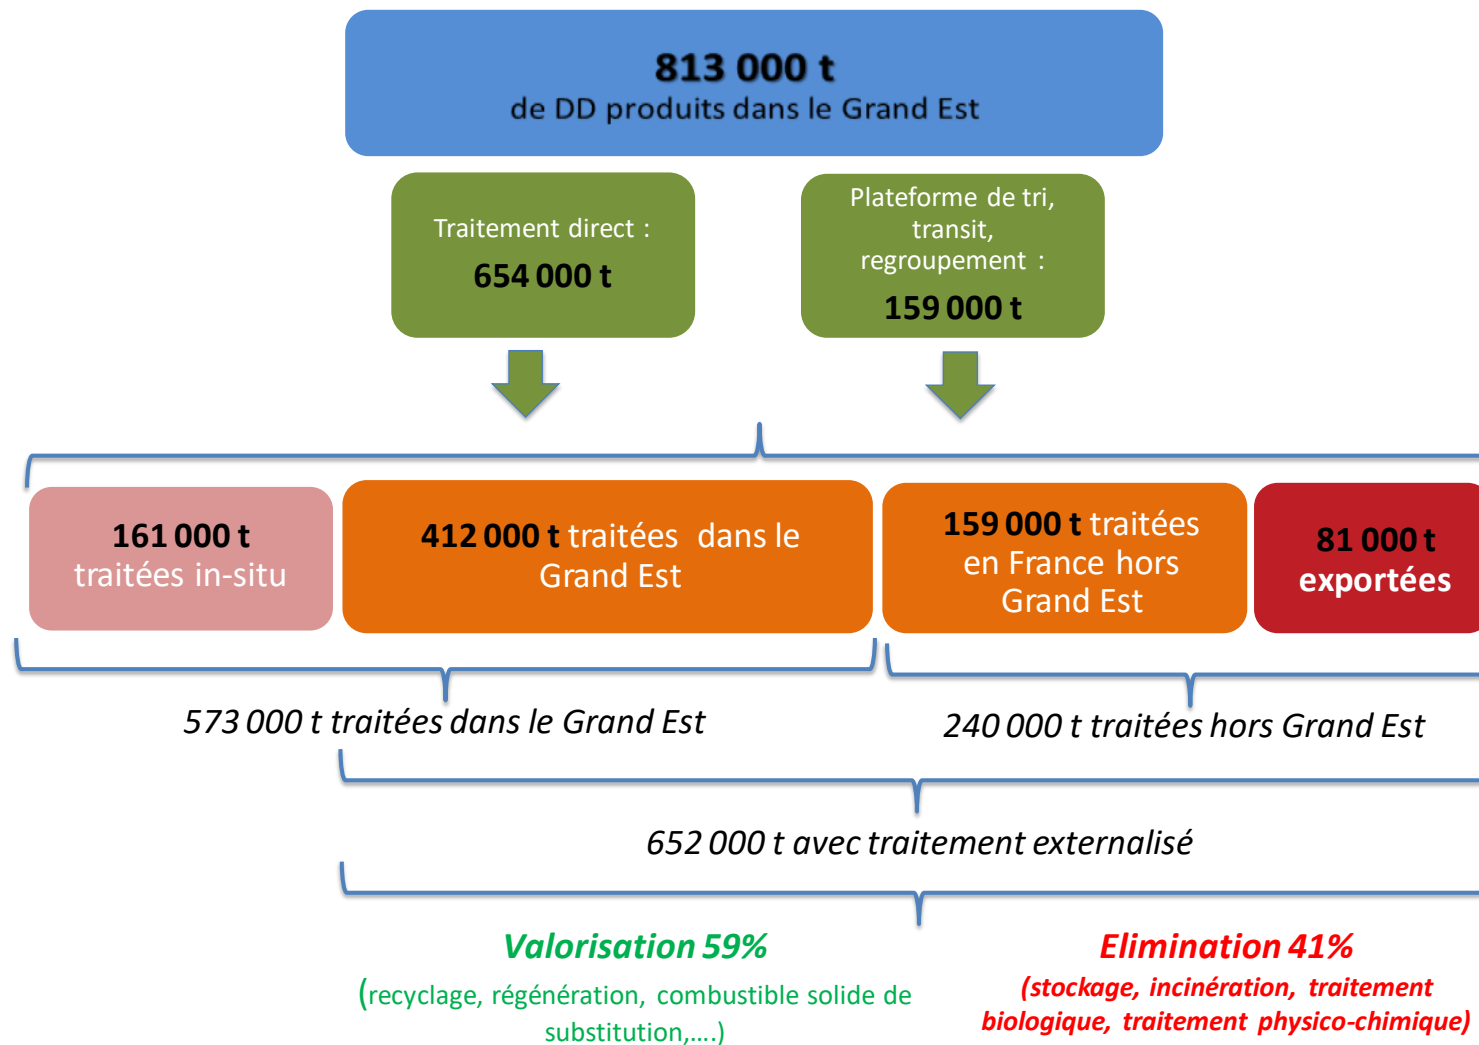 813 000 t
de DD produits dans le Grand Est
Traitement direct :
654 000 t
Plateforme de tri,
transit,
regroupement :
159 000 t
161 000 t
traitées in-situ
412 000 t traitées dans le
Grand Est
159 000 t traitées
en France hors
Grand Est
81 000 t
exportées
573 000 t traitées dans le Grand Est
240 000 t traitées hors Grand Est
652 000 t avec traitement externalisé
Valorisation 59%
(recyclage, régénération, combustible solide de
substitution,....)
Elimination 41%
(stockage, incinération, traitement
biologique, traitement physico-chimique)